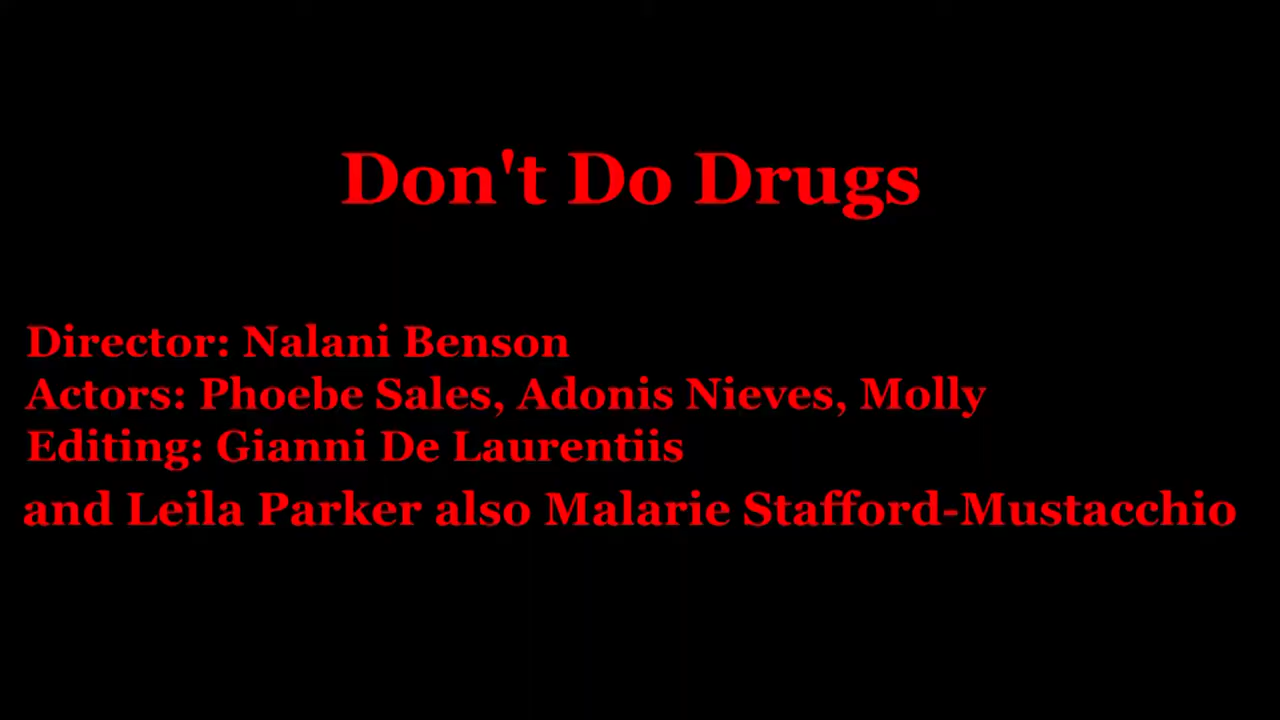 Don't Do Drugs
Director: Nalani Benson
Actors: Phoebe Sales, Adonis Nieves, Molly
Editing: Gianni De Laurentiis
and Leila Parker also Malarie Stafford-Mustacchio